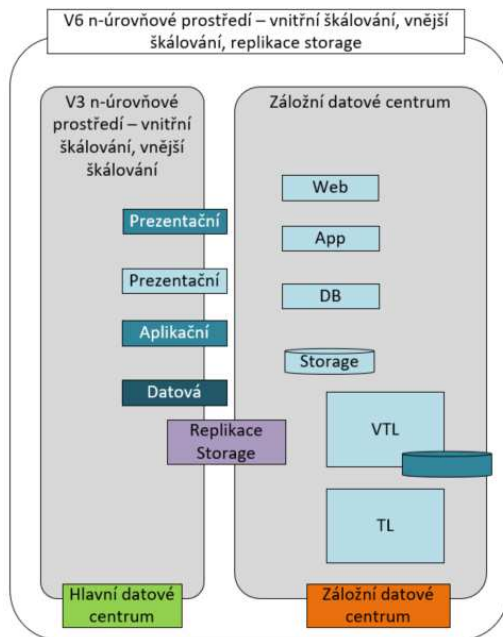 V6 n-úrovňové prostředí – vnitřní škálování, vnější
škálování, replikace storage
V3 n-úrovňové
prostředí – vnitřní
škálování, vnější
škálování
Prezentační
Prezentační
Aplikační
Datová
Replikace
Storage
Hlavní datové
centrum
Záložní datové centrum
Web
App
DB
Storage
VTL
TL
Záložní datové
centrum